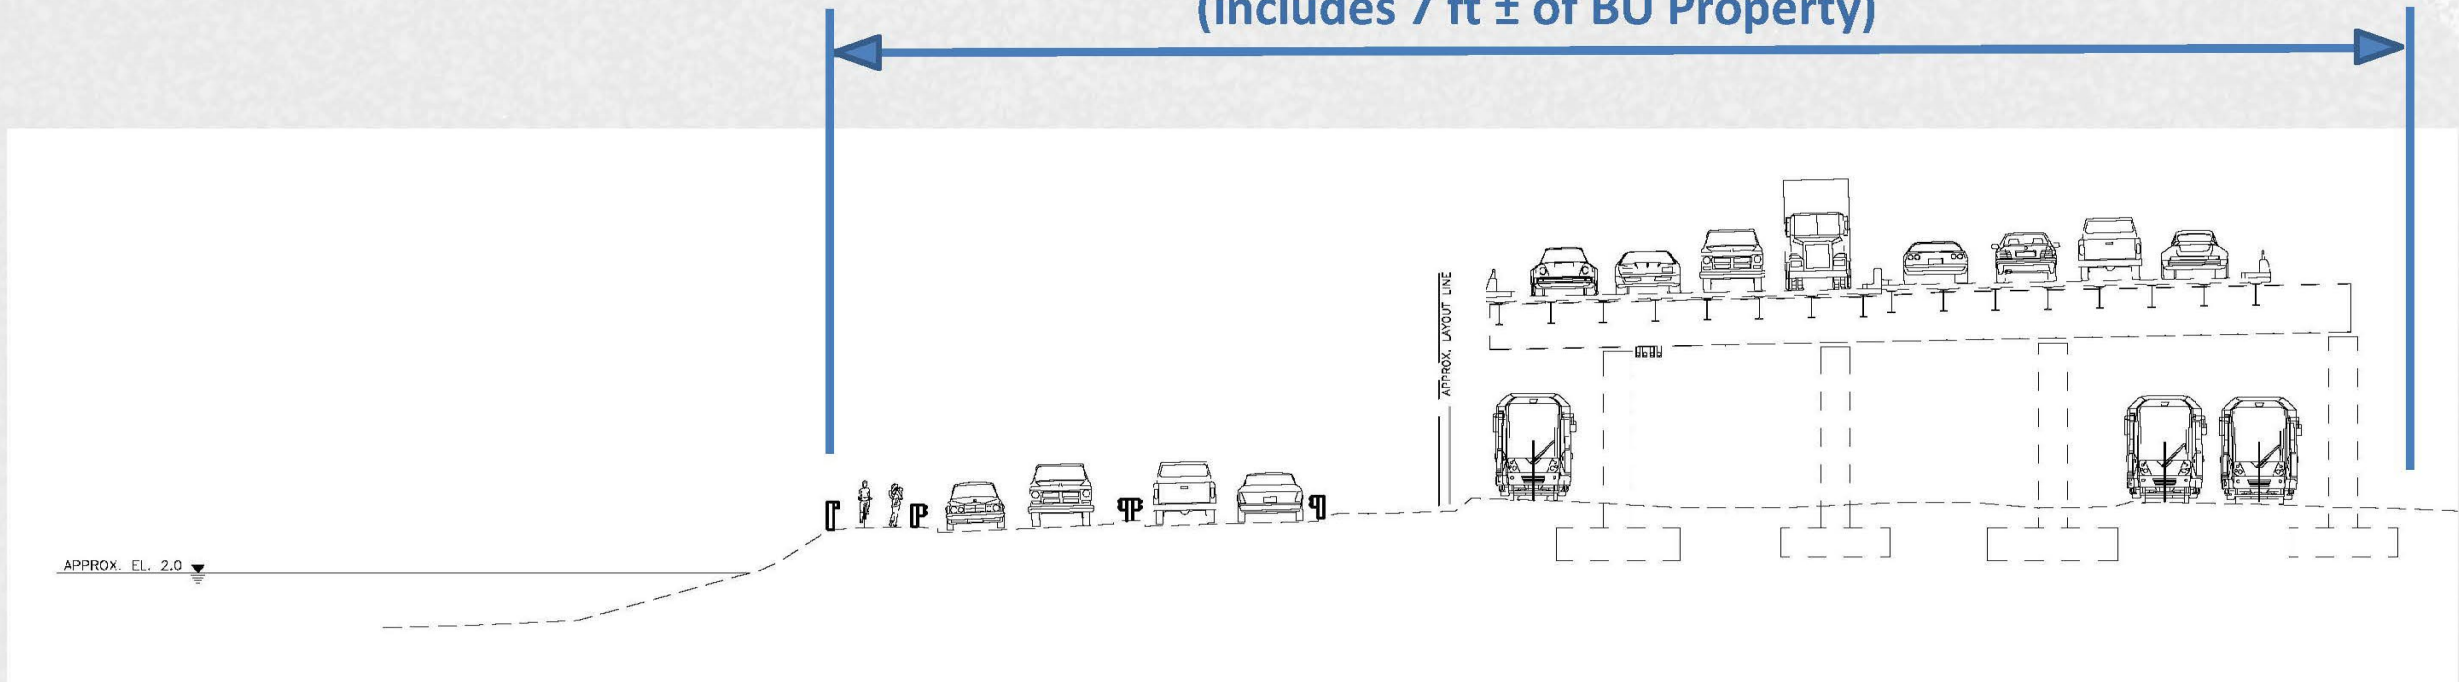 (Includes 7 ft ± of BU Property)
APPROX. LAYOUT LINE
APPROX. EL. 2.0